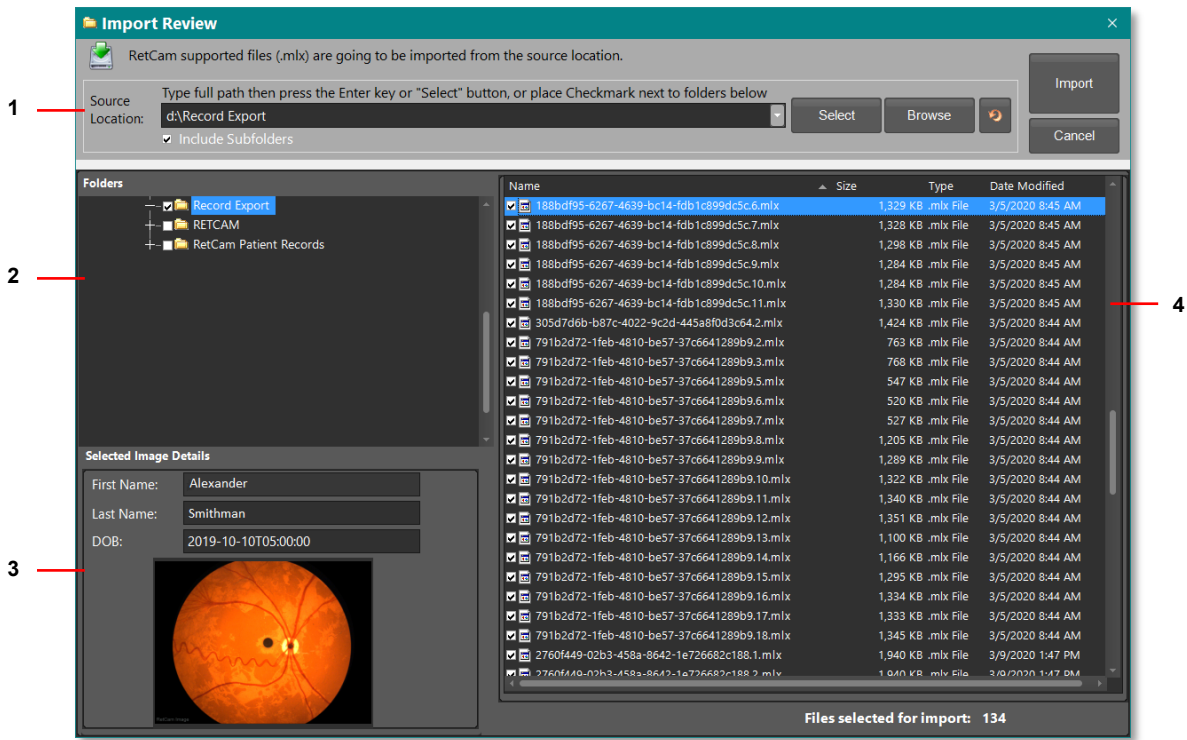 Import Review
RetCam supported files (.mlx) are going to be imported from the source location.
Import
Cancel
1
Source Location:
Type full path then press the Enter key or "Select" button, or place Checkmark next to folders below
d:\Record Export
Select
Browse
Include Subfolders
Folders
Record Export
RETCAM
RetCam Patient Records
2
Selected Image Details
First Name: Alexander
Last Name: Smithman
DOB: 2019-10-10T05:00:00
3
RetCam Image
Name Size Type Date Modified
188bdf95-6267-4639-bc14-fdb1c899dc5c.6.mlx 1,329 KB .mlx File 3/5/2020 8:45 AM
188bdf95-6267-4639-bc14-fdb1c899dc5c.7.mlx 1,328 KB .mlx File 3/5/2020 8:45 AM
188bdf95-6267-4639-bc14-fdb1c899dc5c.8.mlx 1,298 KB .mlx File 3/5/2020 8:45 AM
188bdf95-6267-4639-bc14-fdb1c899dc5c.9.mlx 1,284 KB .mlx File 3/5/2020 8:45 AM
188bdf95-6267-4639-bc14-fdb1c899dc5c.10.mlx 1,284 KB .mlx File 3/5/2020 8:45 AM
188bdf95-6267-4639-bc14-fdb1c899dc5c.11.mlx 1,330 KB .mlx File 3/5/2020 8:45 AM
305d7d6b-b87c-4022-9c2d-445a8f0d3c64.2.mlx 1,424 KB .mlx File 3/5/2020 8:44 AM
791b2d72-1feb-4810-be57-37c6641289b9.2.mlx 763 KB .mlx File 3/5/2020 8:44 AM
791b2d72-1feb-4810-be57-37c6641289b9.3.mlx 768 KB .mlx File 3/5/2020 8:44 AM
791b2d72-1feb-4810-be57-37c6641289b9.5.mlx 547 KB .mlx File 3/5/2020 8:44 AM
791b2d72-1feb-4810-be57-37c6641289b9.6.mlx 520 KB .mlx File 3/5/2020 8:44 AM
791b2d72-1feb-4810-be57-37c6641289b9.7.mlx 527 KB .mlx File 3/5/2020 8:44 AM
791b2d72-1feb-4810-be57-37c6641289b9.8.mlx 1,205 KB .mlx File 3/5/2020 8:44 AM
791b2d72-1feb-4810-be57-37c6641289b9.9.mlx 1,289 KB .mlx File 3/5/2020 8:44 AM
791b2d72-1feb-4810-be57-37c6641289b9.10.mlx 1,322 KB .mlx File 3/5/2020 8:44 AM
791b2d72-1feb-4810-be57-37c6641289b9.11.mlx 1,340 KB .mlx File 3/5/2020 8:44 AM
791b2d72-1feb-4810-be57-37c6641289b9.12.mlx 1,351 KB .mlx File 3/5/2020 8:44 AM
791b2d72-1feb-4810-be57-37c6641289b9.13.mlx 1,100 KB .mlx File 3/5/2020 8:44 AM
791b2d72-1feb-4810-be57-37c6641289b9.14.mlx 1,166 KB .mlx File 3/5/2020 8:44 AM
791b2d72-1feb-4810-be57-37c6641289b9.15.mlx 1,295 KB .mlx File 3/5/2020 8:44 AM
791b2d72-1feb-4810-be57-37c6641289b9.16.mlx 1,334 KB .mlx File 3/5/2020 8:44 AM
791b2d72-1feb-4810-be57-37c6641289b9.17.mlx 1,333 KB .mlx File 3/5/2020 8:44 AM
791b2d72-1feb-4810-be57-37c6641289b9.18.mlx 1,345 KB .mlx File 3/5/2020 8:44 AM
2760f449-02b3-458a-8642-1e726682c188.1.mlx 1,940 KB .mlx File 3/9/2020 1:47 PM
2760f449-02b3-458a-8642-1e726682c188.2.mlx 1,940 KB .mlx File 3/9/2020 1:47 PM
4
Files selected for import: 134